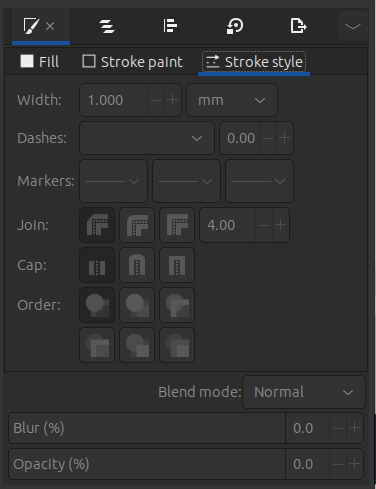 Fill Stroke paint Stroke style
Width: 1.000 mm
Dashes: 0.00
Markers:
Join: 4.00
Cap:
Order:
Blend mode: Normal
Blur (%) 0.0
Opacity (%) 0.0